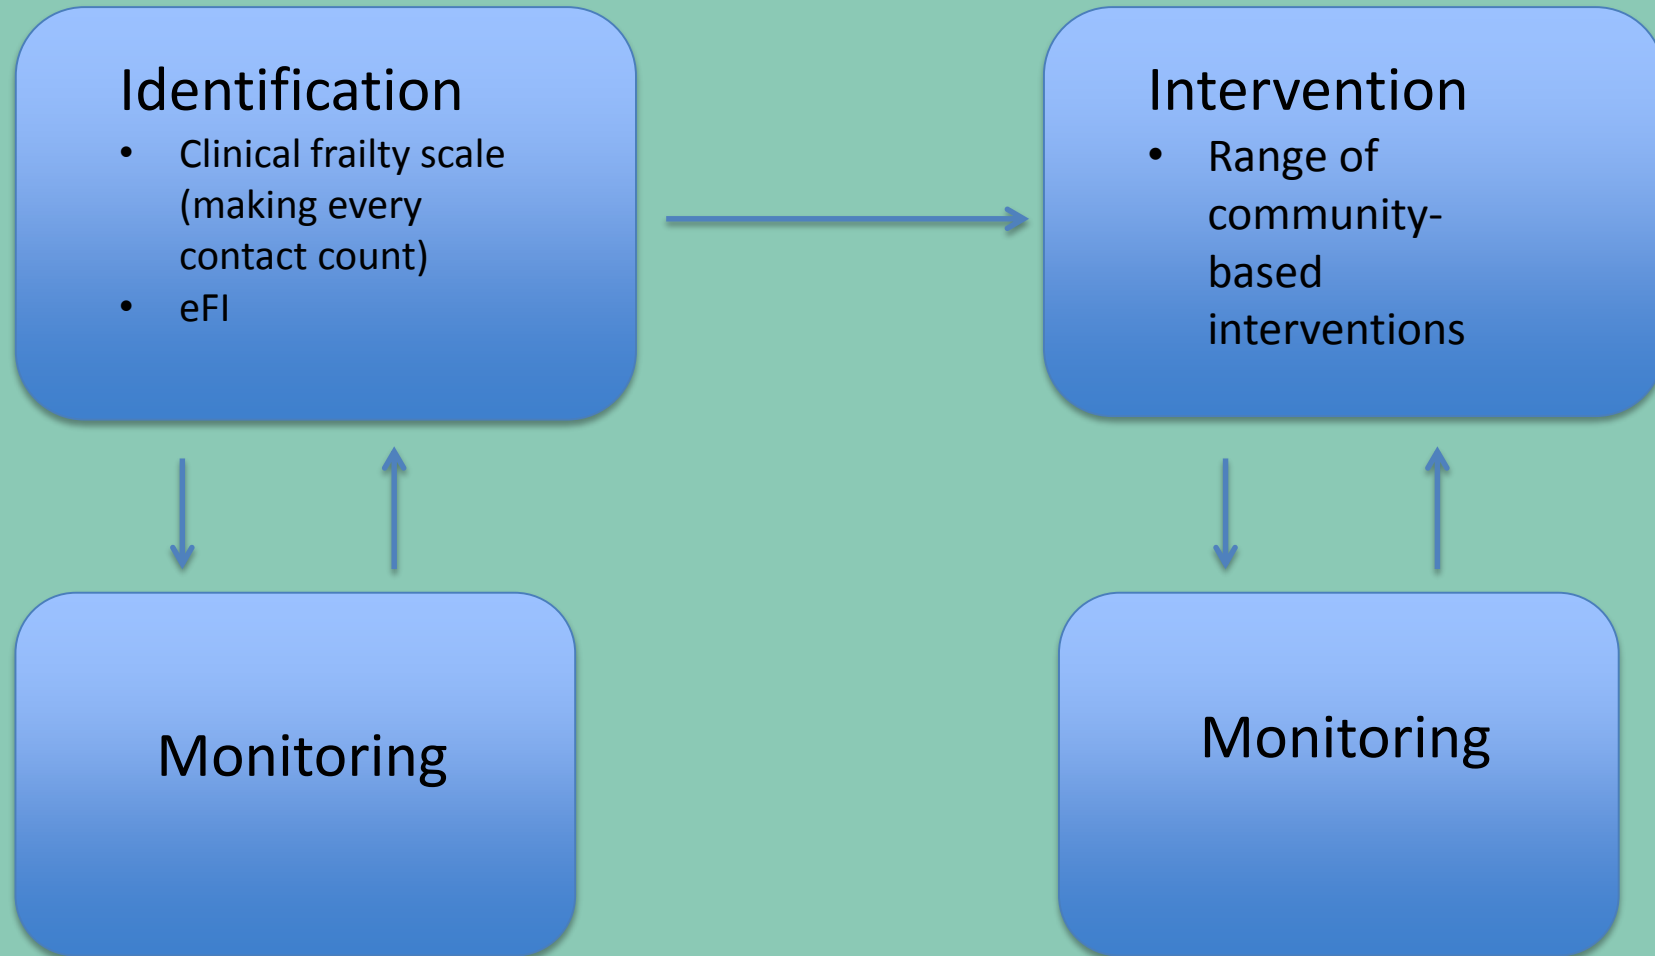 Identification
• Clinical frailty scale
(making every
contact count)
• eFI
Intervention
• Range of
community-
based
interventions
Monitoring
Monitoring